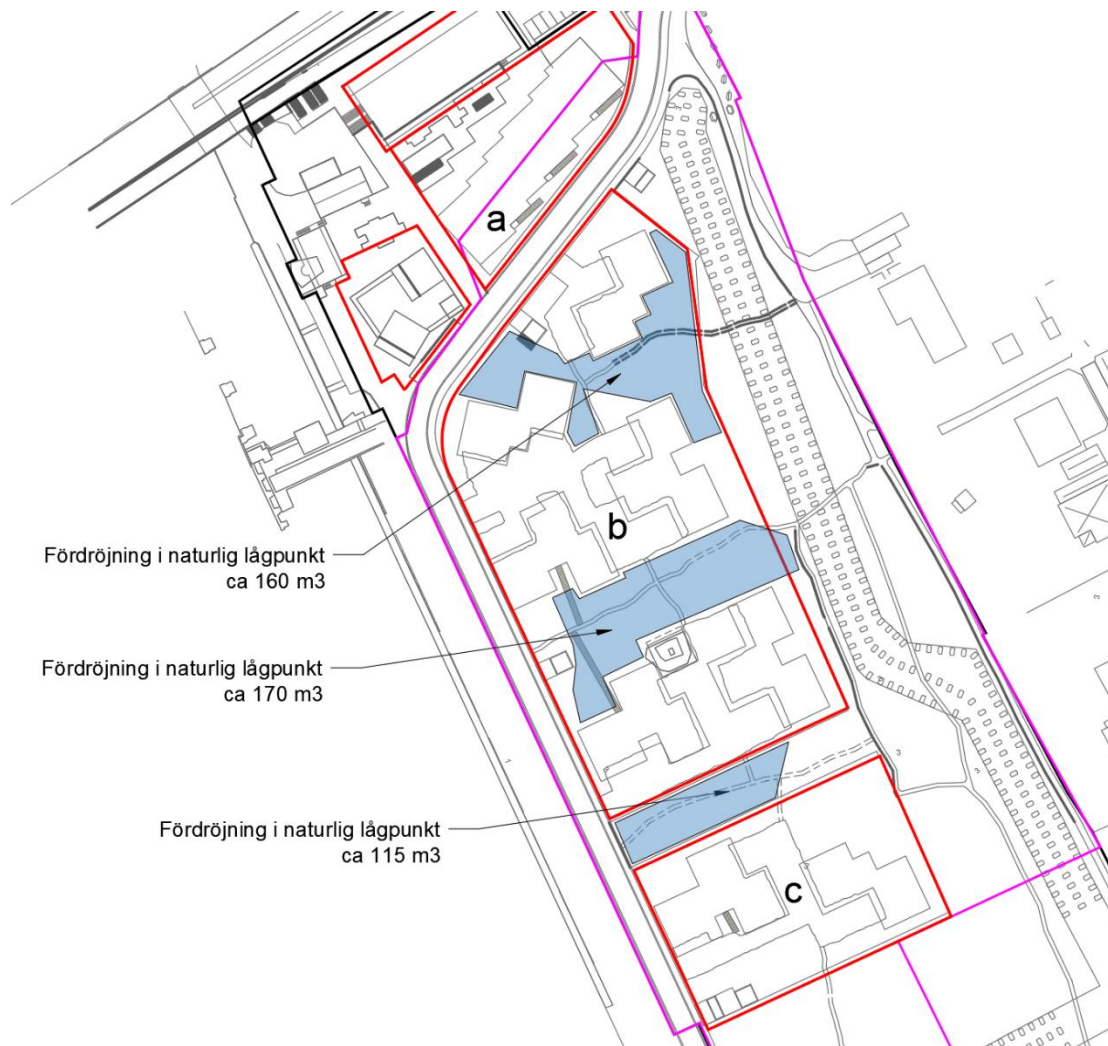 a
b
Fördröjning i naturlig lågpunkt
ca 160 m3
Fördröjning i naturlig lågpunkt
ca 170 m3
Fördröjning i naturlig lågpunkt
ca 115 m3
c